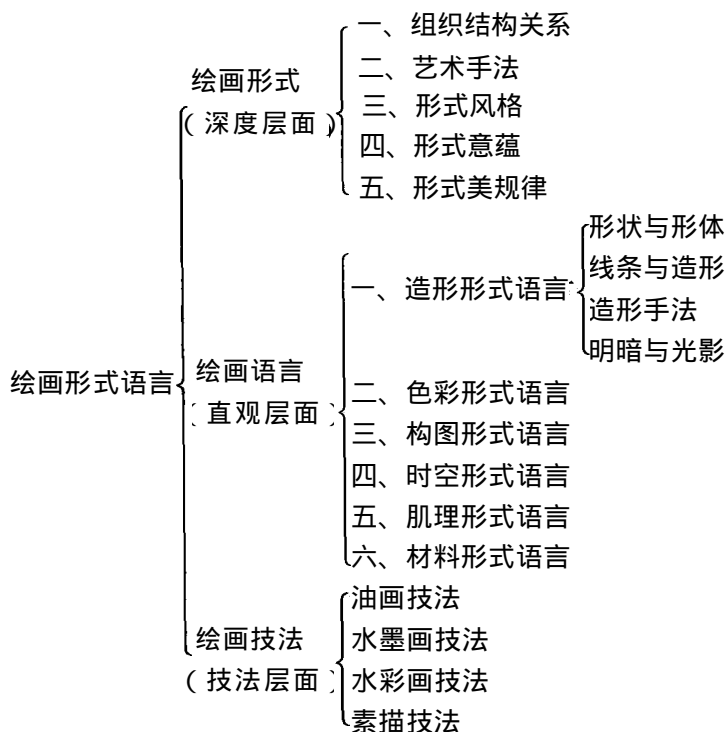 绘画形式语言
绘画形式
(深度层面)
一、组织结构关系
二、艺术手法
三、形式风格
四、形式意蕴
五、形式美规律
绘画语言
(直观层面)
一、造形形式语言
形状与形体
线条与造形
造形手法
明暗与光影
二、色彩形式语言
三、构图形式语言
四、时空形式语言
五、肌理形式语言
六、材料形式语言
绘画技法
(技法层面)
油画技法
水墨画技法
水彩画技法
素描技法